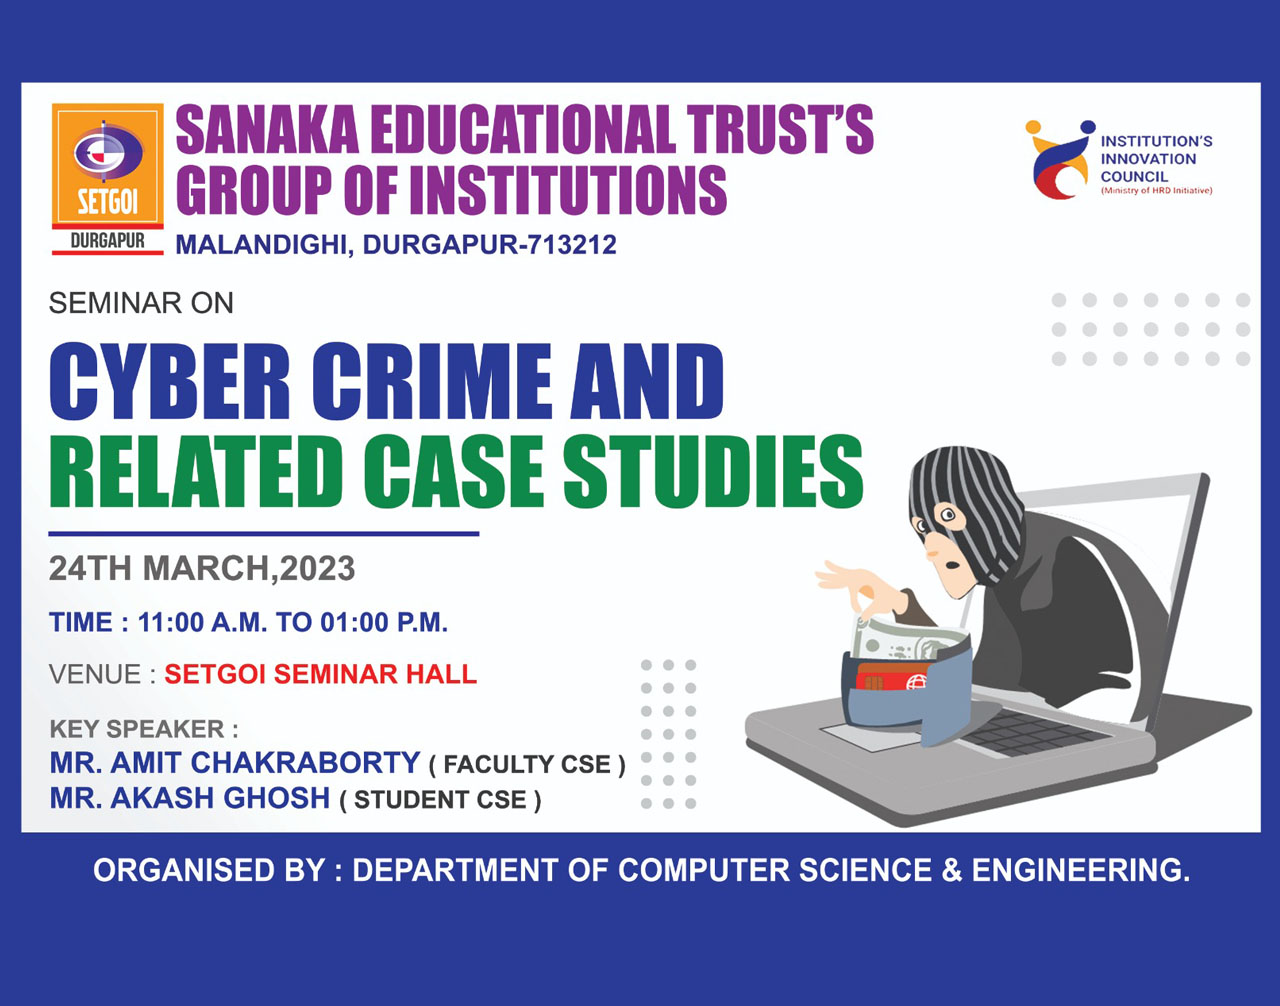 SETGOI
DURGAPUR
SANAKA EDUCATIONAL TRUST'S
GROUP OF INSTITUTIONS
MALANDIGHI, DURGAPUR-713212
INSTITUTION'S
INNOVATION
COUNCIL
(Ministry of HRD Initiative)
SEMINAR ON
CYBER CRIME AND
RELATED CASE STUDIES
24TH MARCH,2023
TIME : 11:00 A.M. TO 01:00 P.M.
VENUE : SETGOI SEMINAR HALL
KEY SPEAKER :
MR. AMIT CHAKRABORTY ( FACULTY CSE )
MR. AKASH GHOSH ( STUDENT CSE )
ORGANISED BY : DEPARTMENT OF COMPUTER SCIENCE & ENGINEERING.